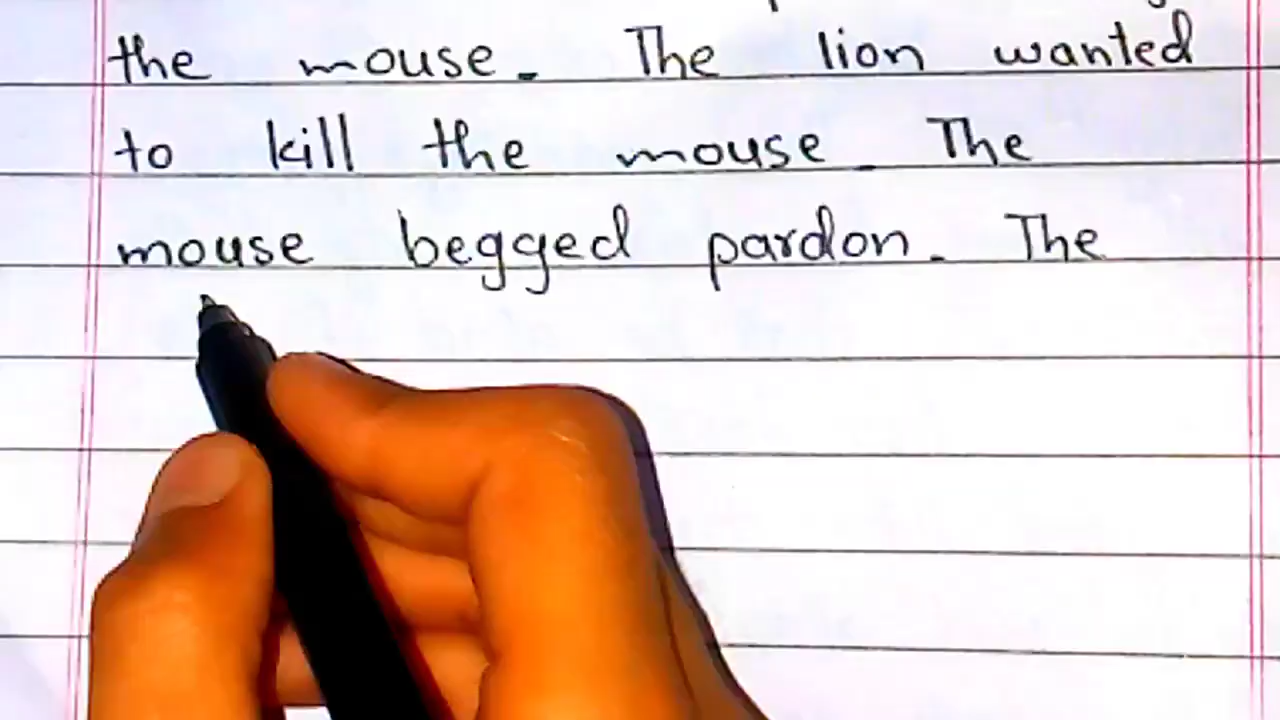 the mouse. The lion wanted
to kill the mouse. The
mouse begged pardon. The